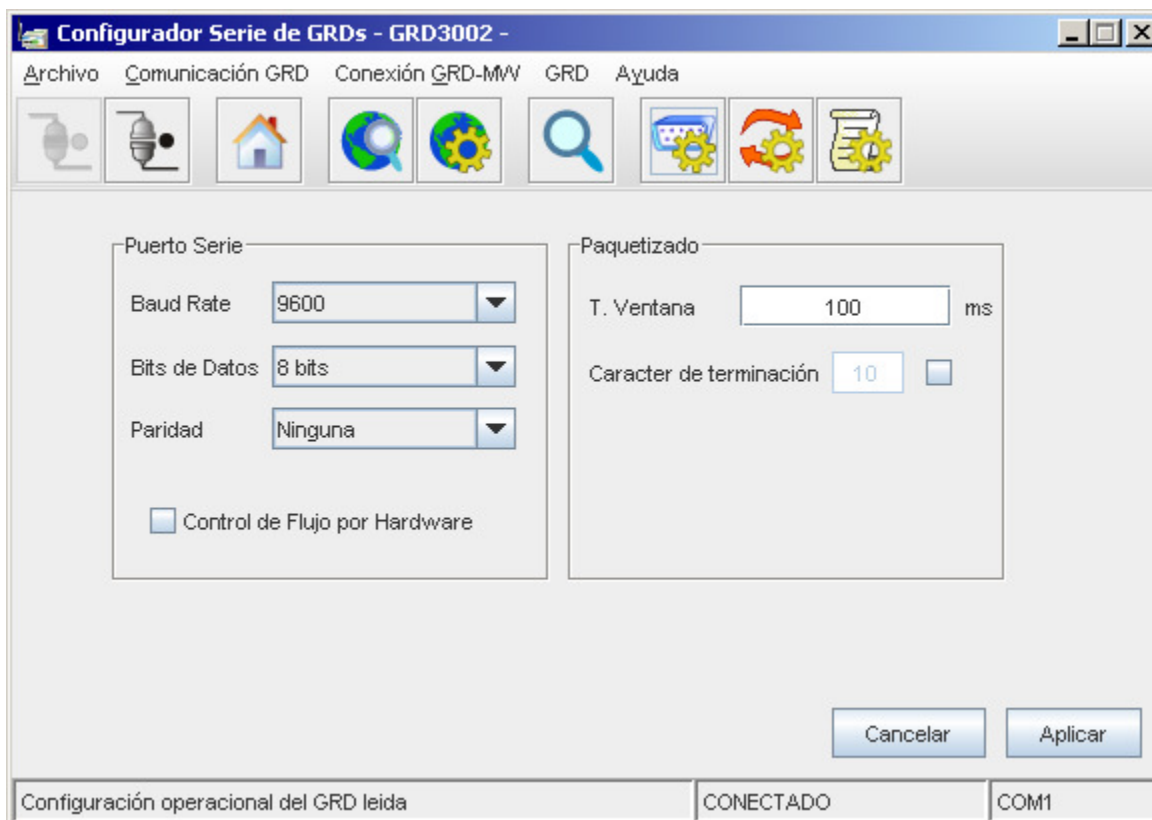 Configurador Serie de GRDs - GRD3002 -
Archivo Comunicación GRD Conexión GRD-MW GRD Ayuda
Puerto Serie
Baud Rate 9600
Bits de Datos 8 bits
Paridad Ninguna
Control de Flujo por Hardware
Paquetizado
T. Ventana 100 ms
Caracter de terminación 10
Cancelar Aplicar
Configuración operacional del GRD leida CONECTADO COM1